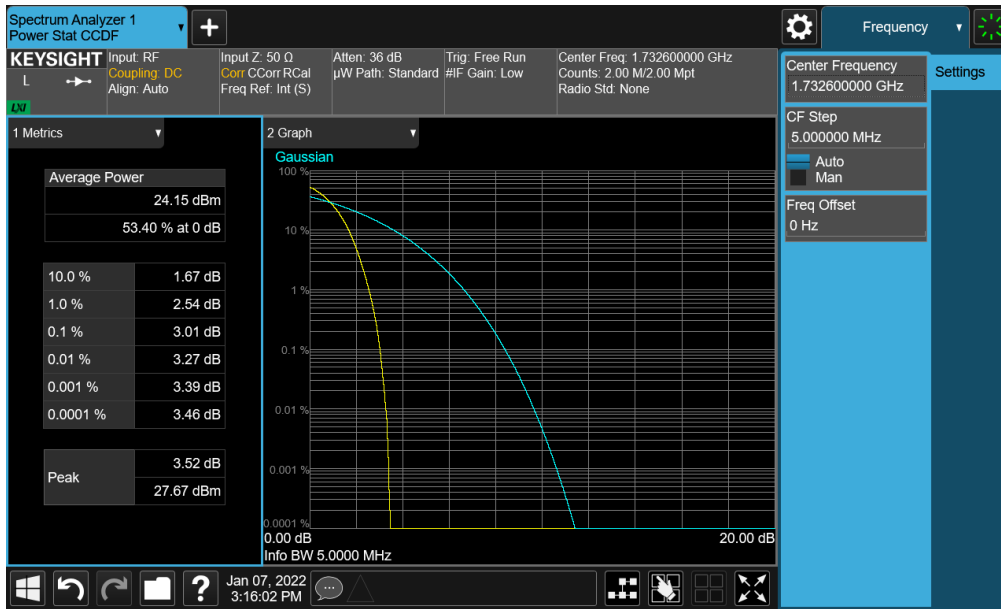 Spectrum Analyzer 1
Power Stat CCDF
Frequency
KEYSIGHT
L
LXI
Input: RF
Coupling: DC
Align: Auto
Input Z: 50 Ω
Corr CCorr RCal
Freq Ref: Int (S)
Atten: 36 dB
µW Path: Standard
Trig: Free Run
#IF Gain: Low
Center Freq: 1.732600000 GHz
Counts: 2.00 M/2.00 Mpt
Radio Std: None
Center Frequency
1.732600000 GHz
Settings
CF Step
5.000000 MHz
Auto
Man
Freq Offset
0 Hz
1 Metrics
Average Power
24.15 dBm
53.40 % at 0 dB
10.0 % 1.67 dB
1.0 % 2.54 dB
0.1 % 3.01 dB
0.01 % 3.27 dB
0.001 % 3.39 dB
0.0001 % 3.46 dB
Peak
3.52 dB
27.67 dBm
2 Graph
Gaussian
100 %
10 %
1 %
0.1 %
0.01 %
0.001 %
0.0001 %
0.00 dB 20.00 dB
Info BW 5.0000 MHz
?
Jan 07, 2022
3:16:02 PM